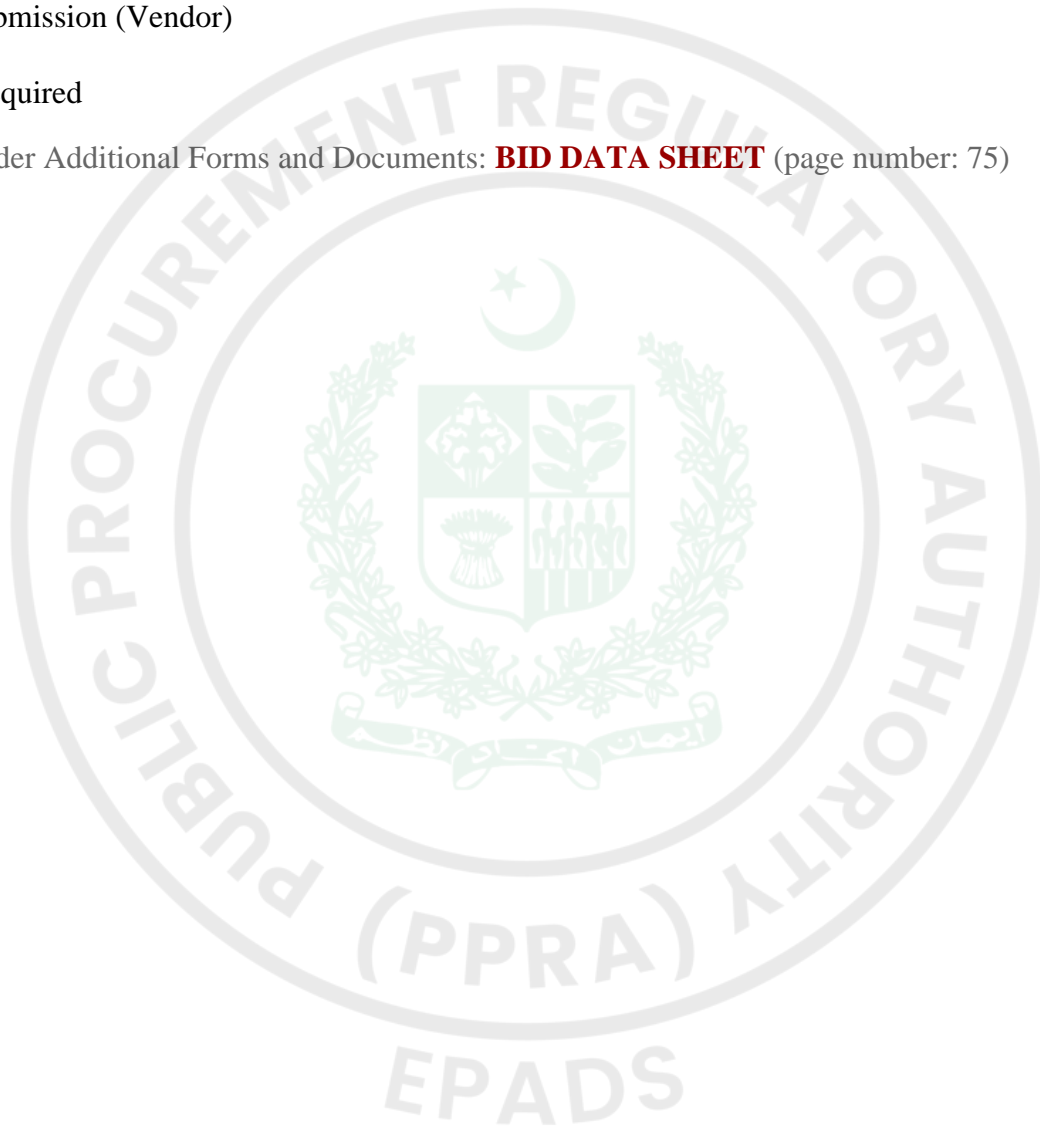 bmission (Vendor)
quired
der Additional Forms and Documents: BID DATA SHEET (page number: 75)
PUBLIC PROCUREMENT REGULATORY AUTHORITY
(PPRA)
EPADS